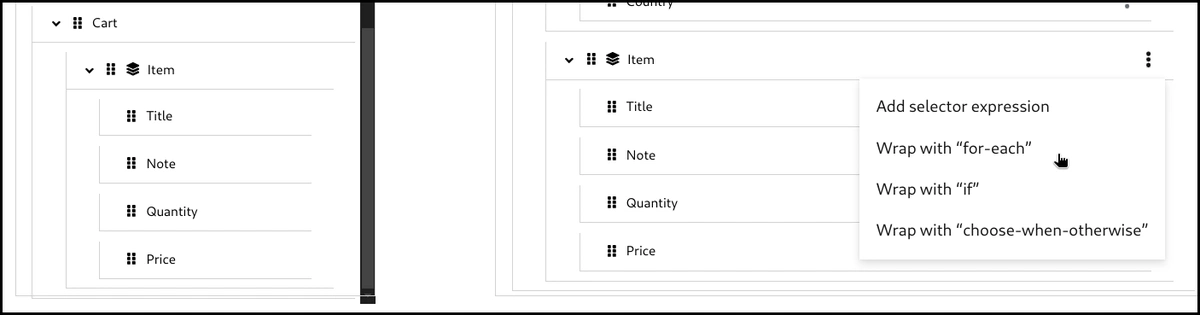 Cart
Item
Title
Note
Quantity
Price
Country
Item
Title
Note
Quantity
Price
Add selector expression
Wrap with “for-each”
Wrap with “if”
Wrap with “choose-when-otherwise”